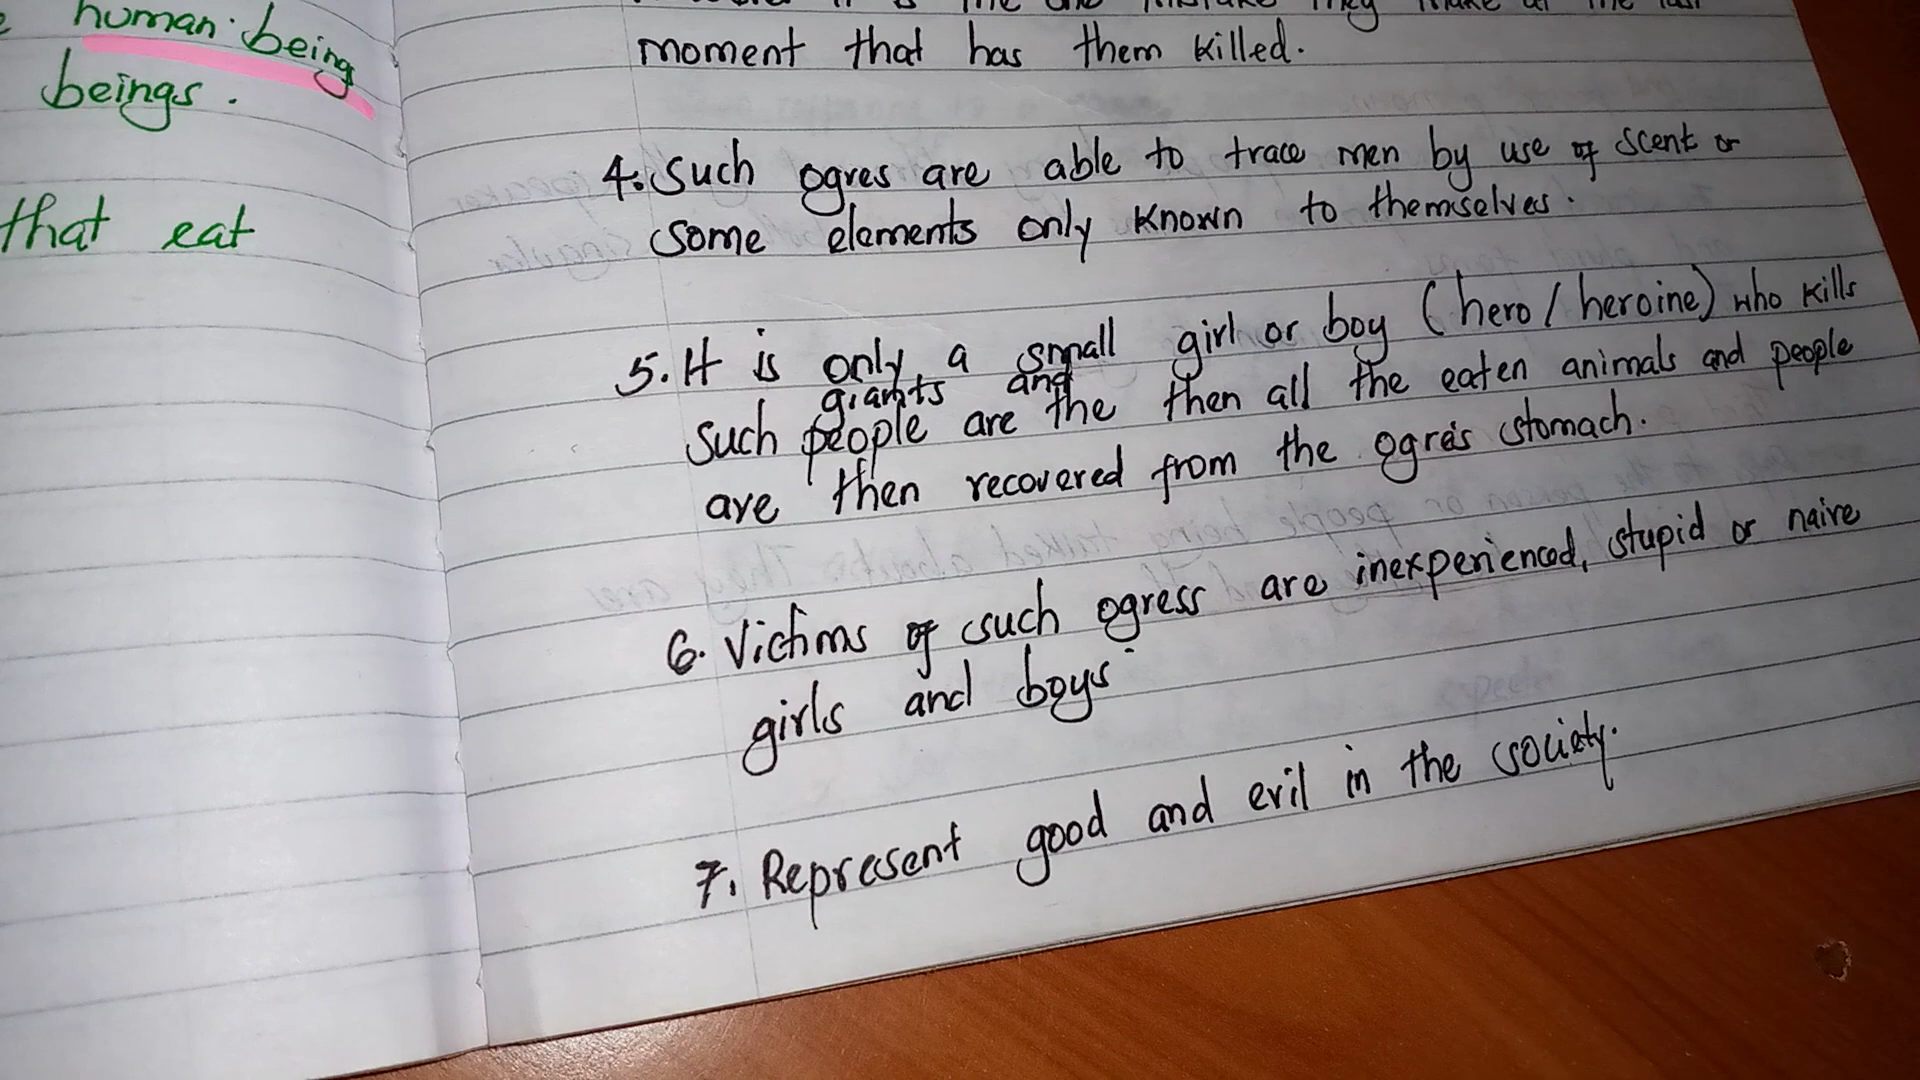 human being
beings.
that eat
moment that has them killed.
4. Such ogres are able to trace men by use of scent or
some elements only known to themselves.
5. It is only a small girl or boy (hero / heroine) who kills
giants and
such people are the then all the eaten animals and people
are then recovered from the ogre's stomach.
6. Victims of such ogress are inexperienced, stupid or naive
girls and boys
7. Represent good and evil in the society.